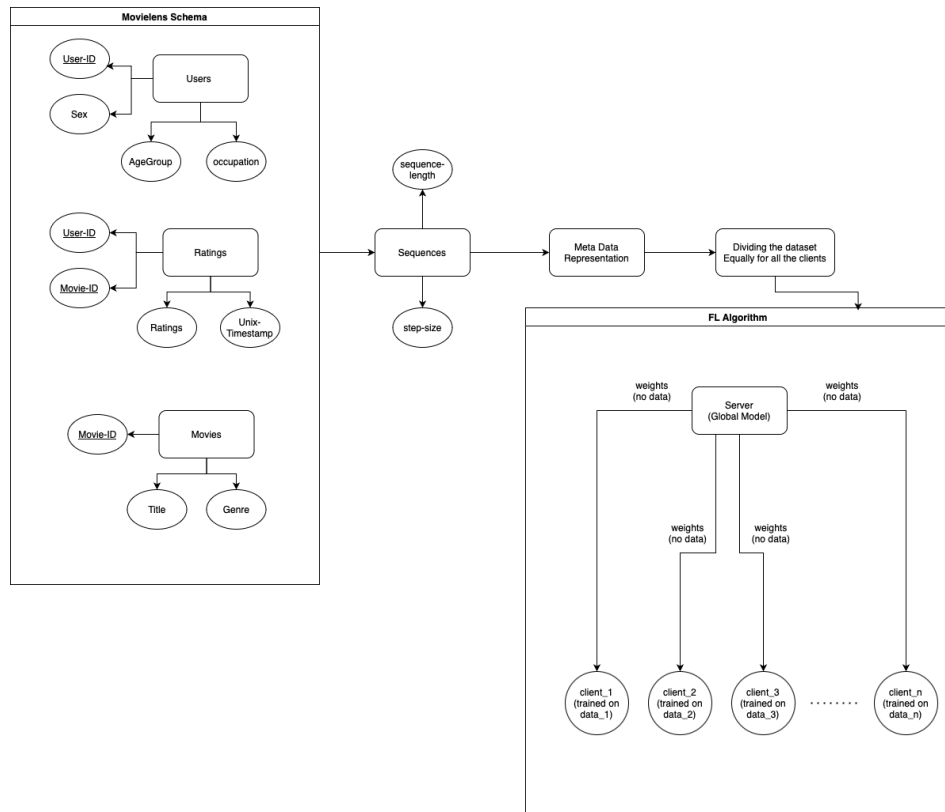 Movielens Schema
User-ID
Users
Sex
AgeGroup
occupation
User-ID
Ratings
Movie-ID
Ratings
Unix-
Timestamp
Movie-ID
Movies
Title
Genre
sequence-
length
Sequences
step-size
Meta Data
Representation
Dividing the dataset
Equally for all the clients
FL Algorithm
weights
(no data)
Server
(Global Model)
weights
(no data)
weights
(no data)
weights
(no data)
client_1
(trained on
data_1)
client_2
(trained on
data_2)
client_3
(trained on
data_3)
client_n
(trained on
data_n)